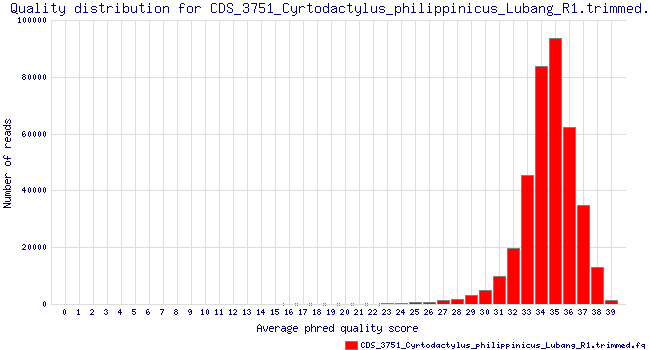 Quality distribution for CDS_3751_Cyrtodactylus_philippinicus_Lubang_R1.trimmed.
100000
80000
60000
40000
20000
0
Number of reads
0 1 2 3 4 5 6 7 8 9 10 11 12 13 14 15 16 17 18 19 20 21 22 23 24 25 26 27 28 29 30 31 32 33 34 35 36 37 38 39
Average phred quality score
CDS_3751_Cyrtodactylus_philippinicus_Lubang_R1.trimmed.fq